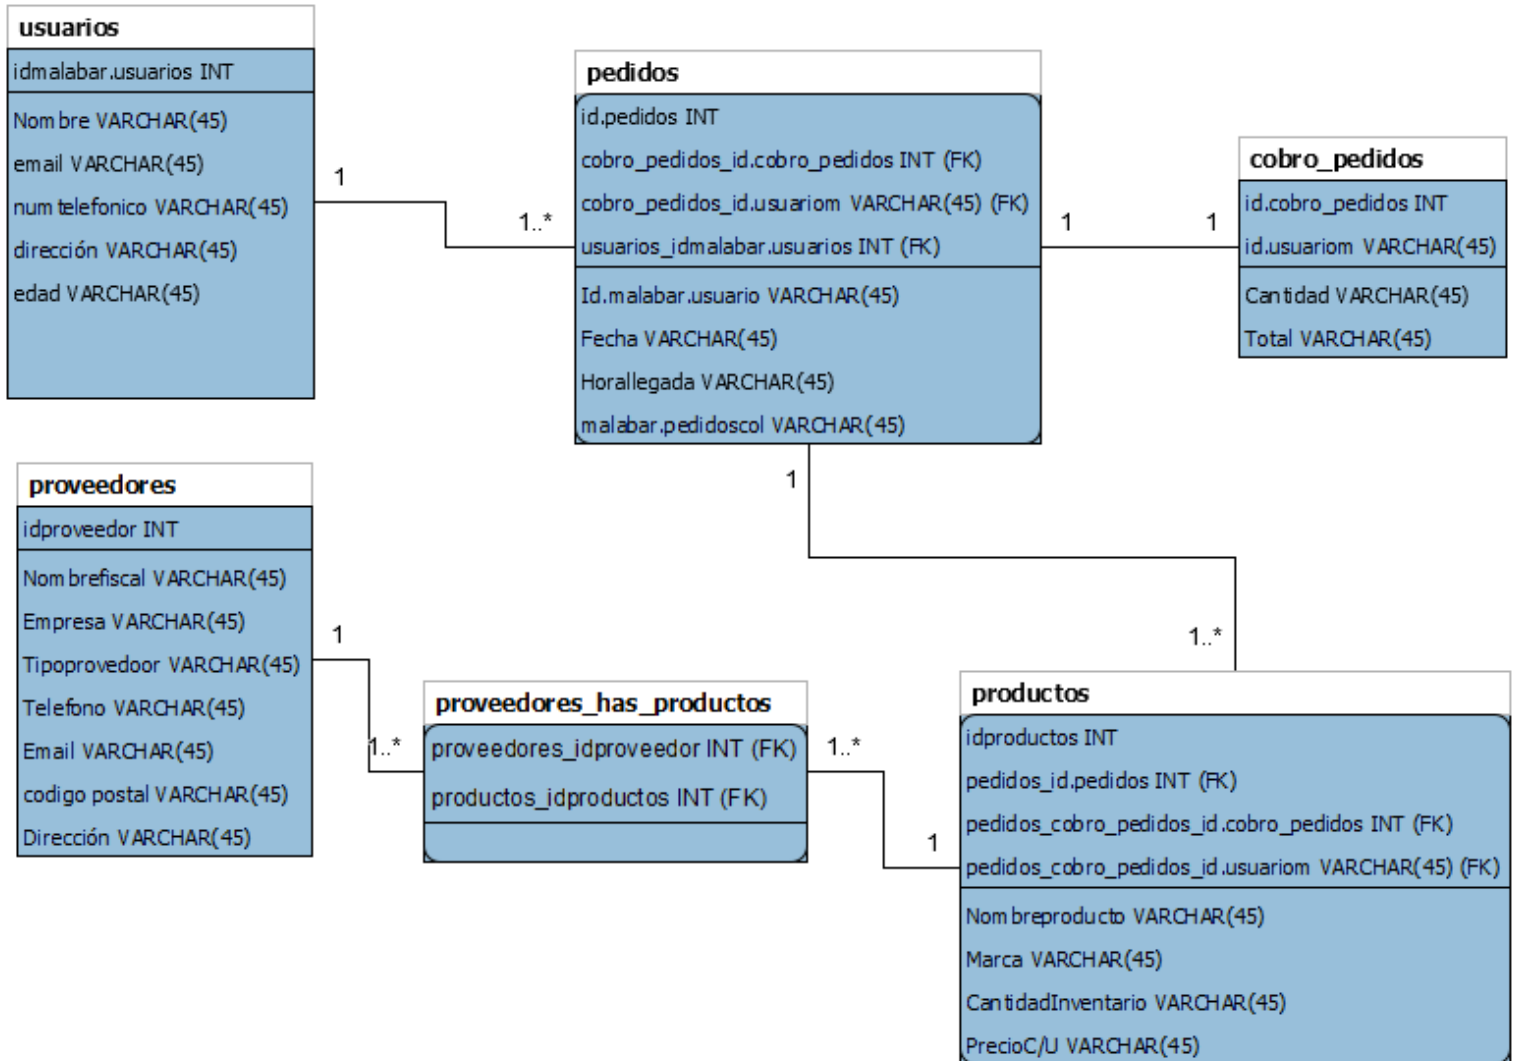 usuarios
idmalabar.usuarios INT
Nombre VARCHAR(45)
email VARCHAR(45)
numtelefonico VARCHAR(45)
dirección VARCHAR(45)
edad VARCHAR(45)
1
1..*
pedidos
id.pedidos INT
cobro_pedidos_id.cobro_pedidos INT (FK)
cobro_pedidos_id.usuariom VARCHAR(45) (FK)
usuarios_idmalabar.usuarios INT (FK)
Id.malabar.usuario VARCHAR(45)
Fecha VARCHAR(45)
Horallegada VARCHAR(45)
malabar.pedidoscol VARCHAR(45)
1
1
cobro_pedidos
id.cobro_pedidos INT
id.usuariom VARCHAR(45)
Cantidad VARCHAR(45)
Total VARCHAR(45)
1
1..*
proveedores
idproveedor INT
Nombrefiscal VARCHAR(45)
Empresa VARCHAR(45)
Tipoprovedoor VARCHAR(45)
Telefono VARCHAR(45)
Email VARCHAR(45)
codigo postal VARCHAR(45)
Dirección VARCHAR(45)
1
1..*
proveedores_has_productos
proveedores_idproveedor INT (FK)
productos_idproductos INT (FK)
1..*
1
productos
idproductos INT
pedidos_id.pedidos INT (FK)
pedidos_cobro_pedidos_id.cobro_pedidos INT (FK)
pedidos_cobro_pedidos_id.usuariom VARCHAR(45) (FK)
Nombreproducto VARCHAR(45)
Marca VARCHAR(45)
CantidadInventario VARCHAR(45)
PrecioC/U VARCHAR(45)